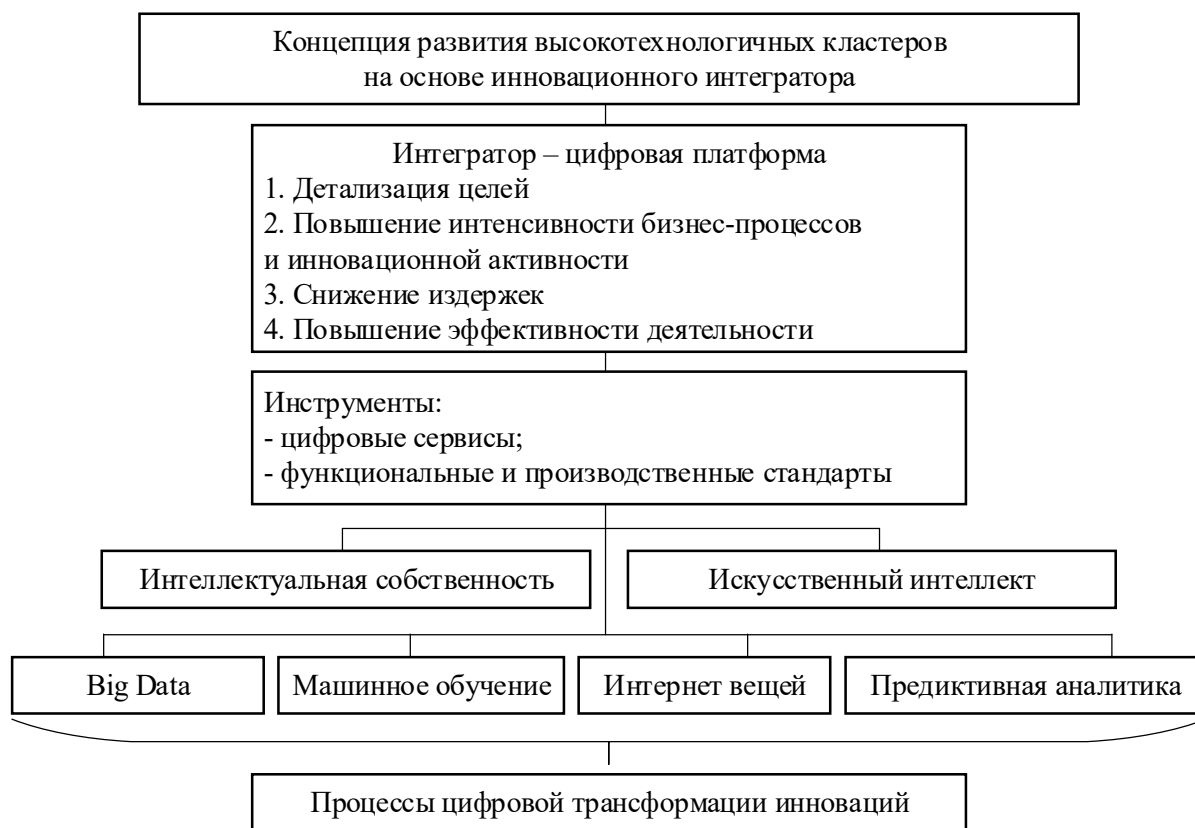 Концепция развития высокотехнологичных кластеров
на основе инновационного интегратора
Интегратор – цифровая платформа
1. Детализация целей
2. Повышение интенсивности бизнес-процессов
и инновационной активности
3. Снижение издержек
4. Повышение эффективности деятельности
Инструменты:
- цифровые сервисы;
- функциональные и производственные стандарты
Интеллектуальная собственность
Искусственный интеллект
Big Data
Машинное обучение
Интернет вещей
Предиктивная аналитика
Процессы цифровой трансформации инноваций